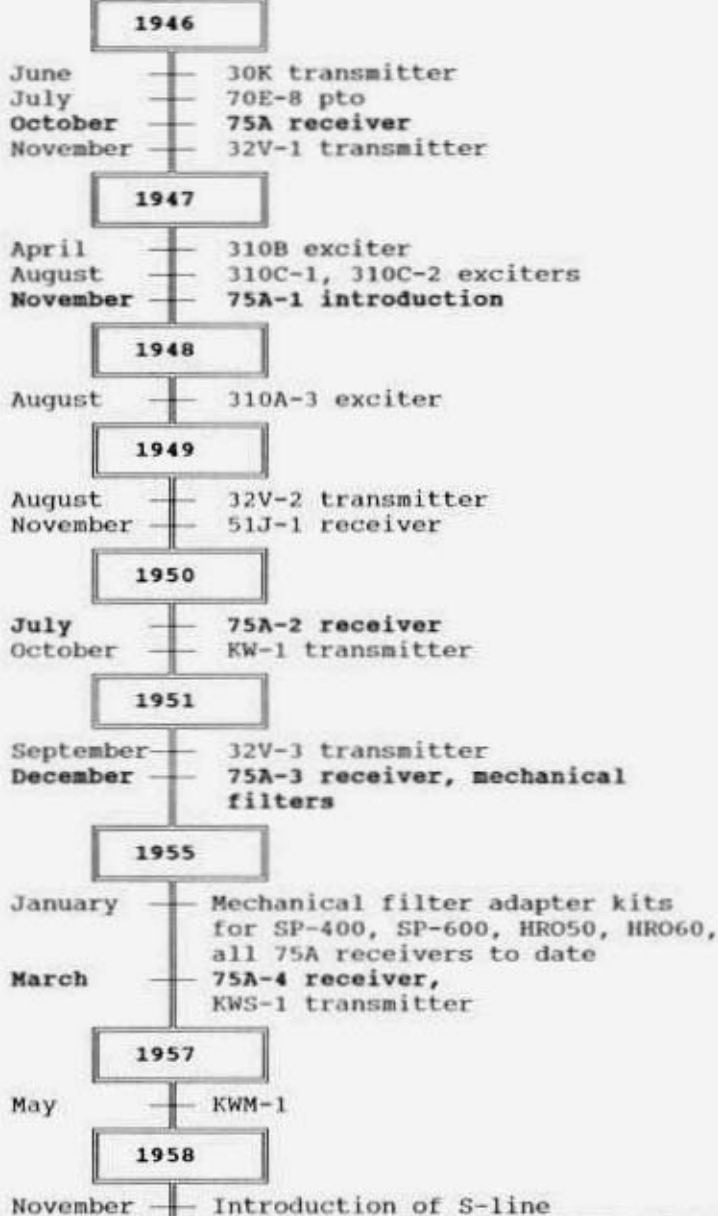 1946
June 30K transmitter
July 70E-8 pto
October 75A receiver
November 32V-1 transmitter
1947
April 310B exciter
August 310C-1, 310C-2 exciters
November 75A-1 introduction
1948
August 310A-3 exciter
1949
August 32V-2 transmitter
November 51J-1 receiver
1950
July 75A-2 receiver
October KW-1 transmitter
1951
September 32V-3 transmitter
December 75A-3 receiver, mechanical
filters
1955
January Mechanical filter adapter kits
for SP-400, SP-600, HRO50, HRO60,
all 75A receivers to date
March 75A-4 receiver,
KWS-1 transmitter
1957
May KWM-1
1958
November Introduction of S-line